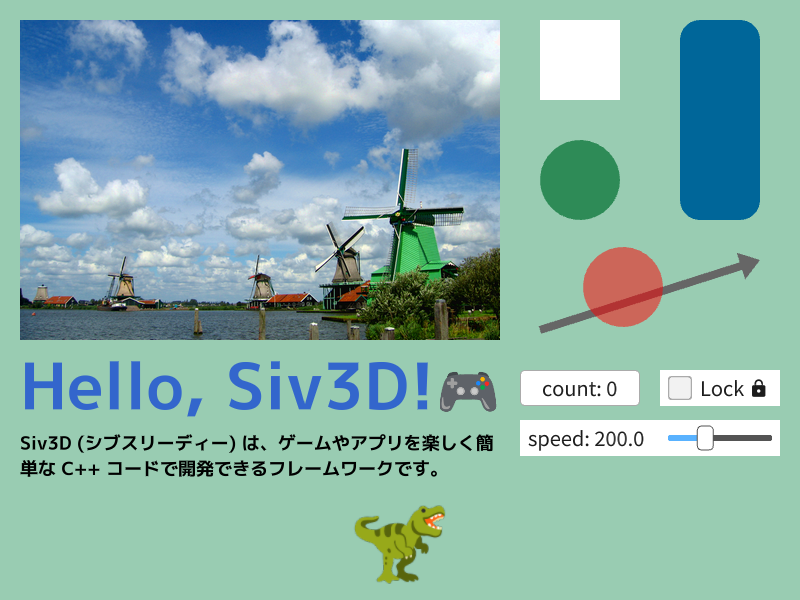 Hello, Siv3D!
Siv3D (シブスリーディー) は、ゲームやアプリを楽しく簡
単な C++ コードで開発できるフレームワークです。
count: 0
Lock
speed: 200.0